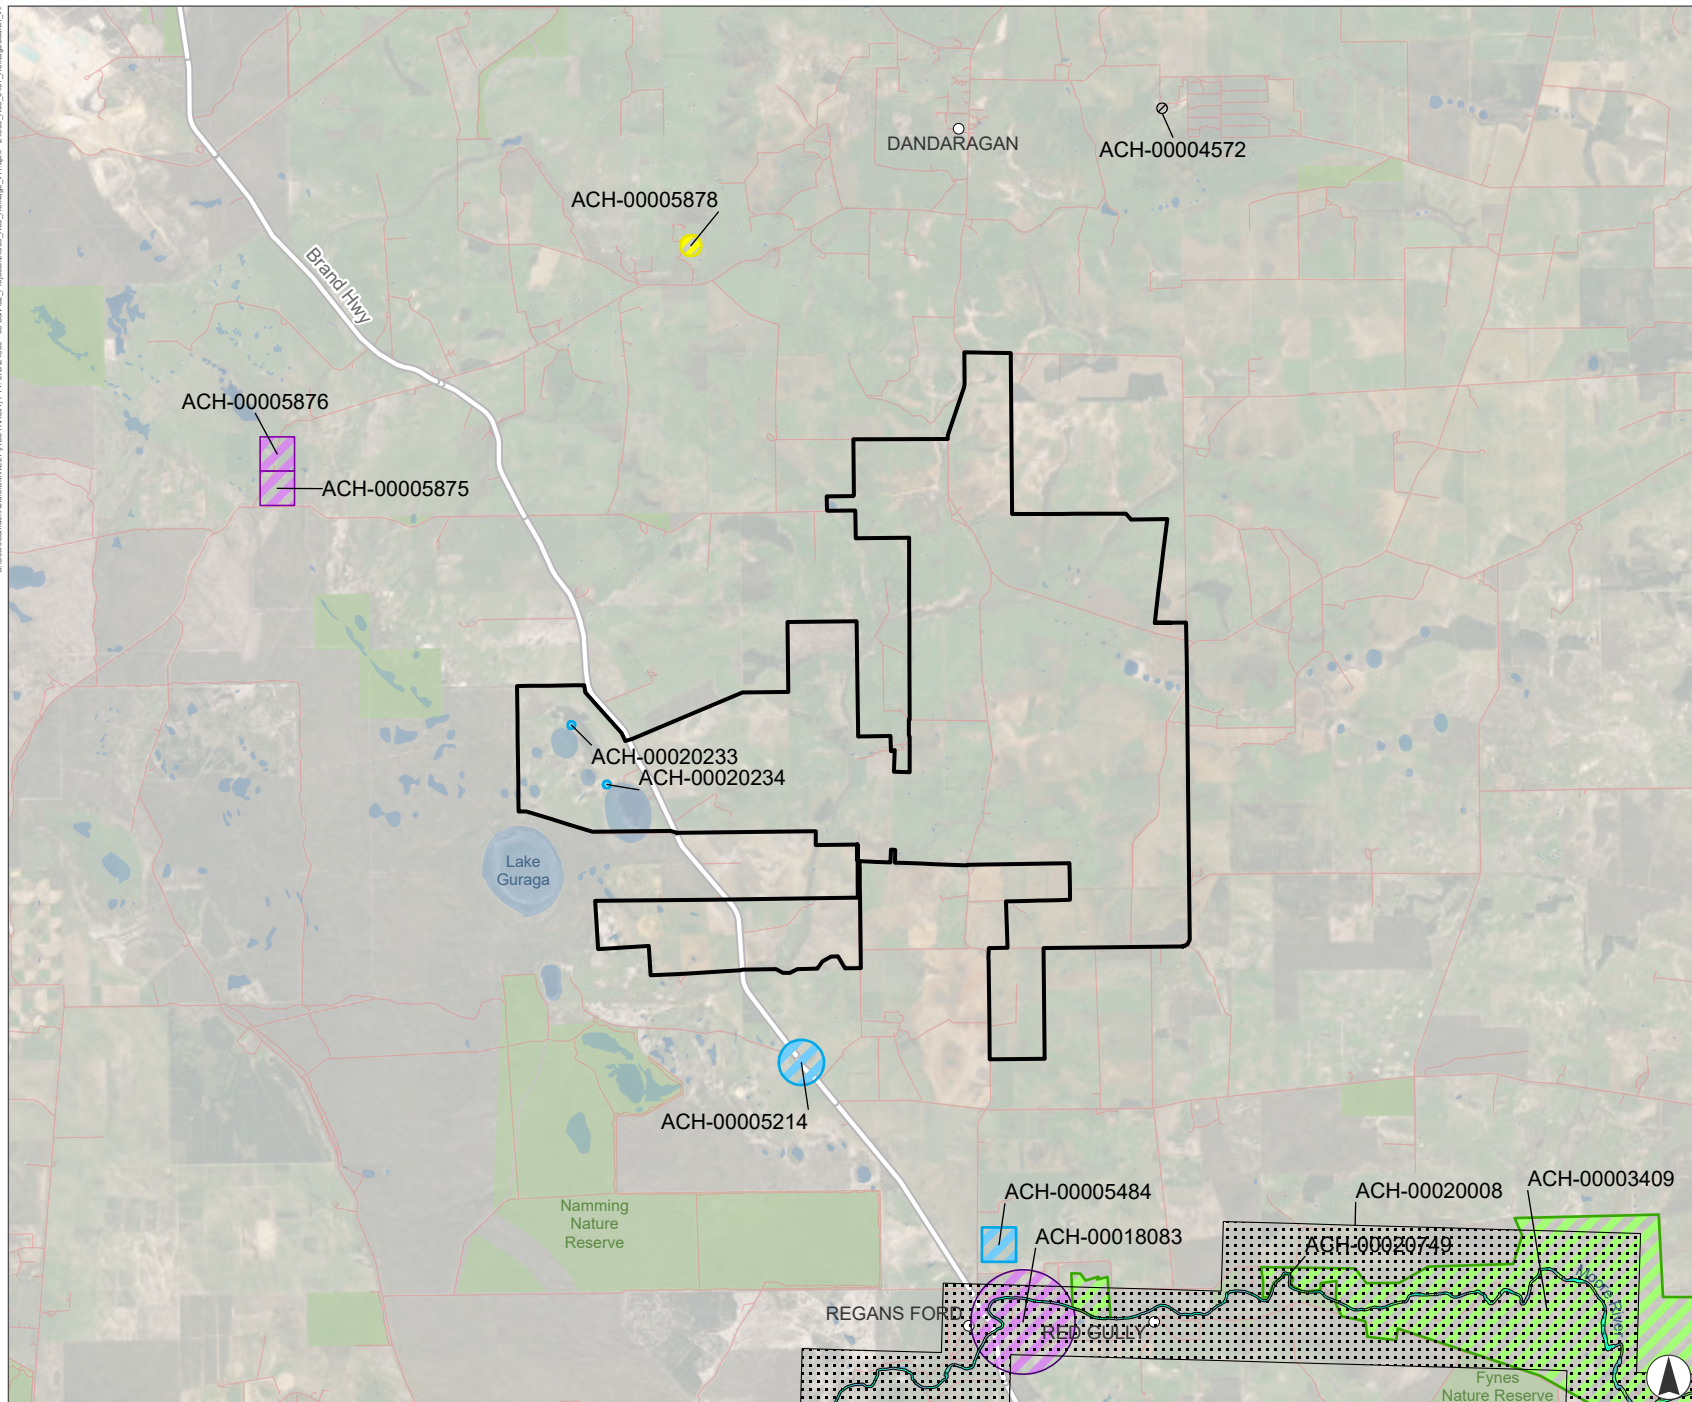 DANDARAGAN
ACH-00004572
ACH-00005878
Brand Hwy
ACH-00005876
ACH-00005875
ACH-00020233
ACH-00020234
Lake
Guraga
ACH-00005214
Namming
Nature
Reserve
ACH-00005484
ACH-00018083
ACH-00020008
ACH-00003409
ACH-00020749
Moore River
REGANS FORD
RED GULLY
Fynes
Nature Reserve